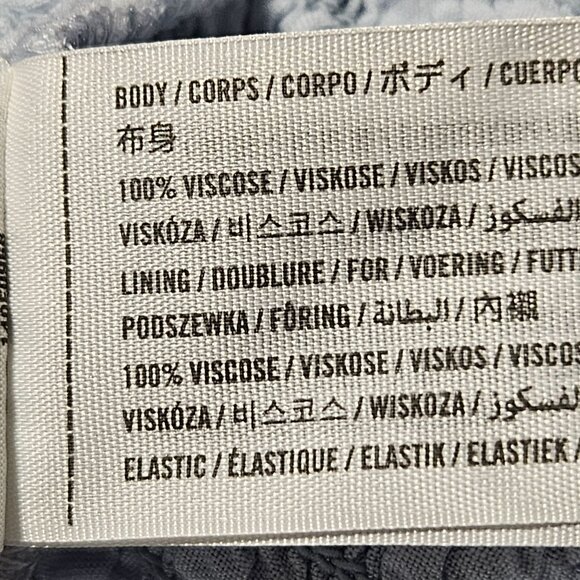 BODY / CORPS / CORPO / ボディ / CUERPO
布身
100% VISCOSE / VISKOSE / VISKOS / VISCOS
VISKÓZA / 비스코스 / WISKOZA / الفسكوز
LINING / DOUBLURE / FOR / VOERING / FUTT
PODSZEWKA / FÔRING / البطانة / 內襯
100% VISCOSE / VISKOSE / VISKOS / VISCOS
VISKÓZA / 비스코스 / WISKOZA / الفسكوز
ELASTIC / ÉLASTIQUE / ELASTIK / ELASTIEK /